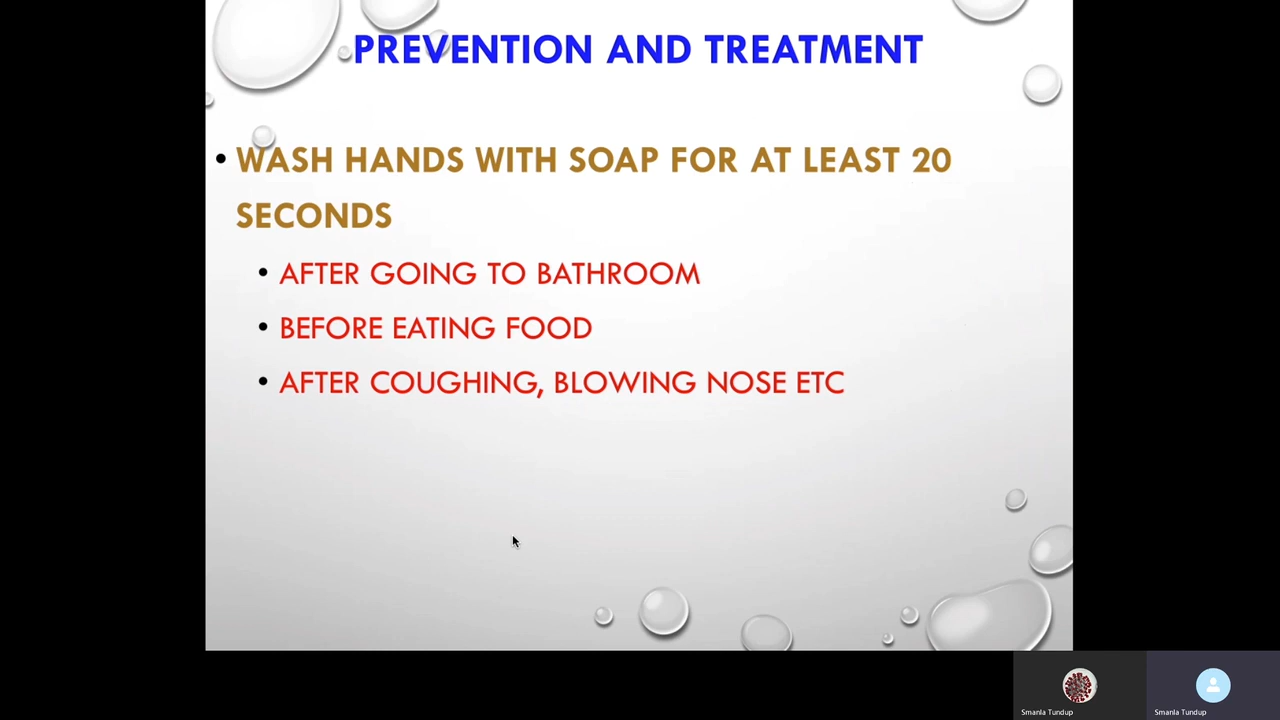 PREVENTION AND TREATMENT
• WASH HANDS WITH SOAP FOR AT LEAST 20
SECONDS
• AFTER GOING TO BATHROOM
• BEFORE EATING FOOD
• AFTER COUGHING, BLOWING NOSE ETC
Smanla Tundup
Smanla Tundup